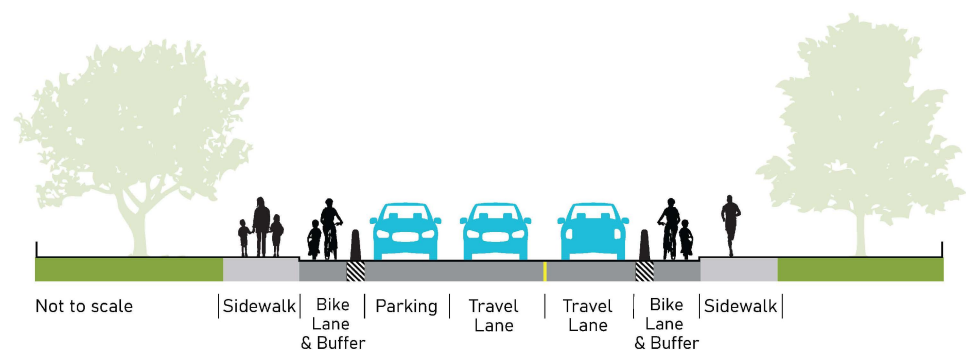 Not to scale
Sidewalk
Bike
Lane
& Buffer
Parking
Travel
Lane
Travel
Lane
Bike
Lane
& Buffer
Sidewalk